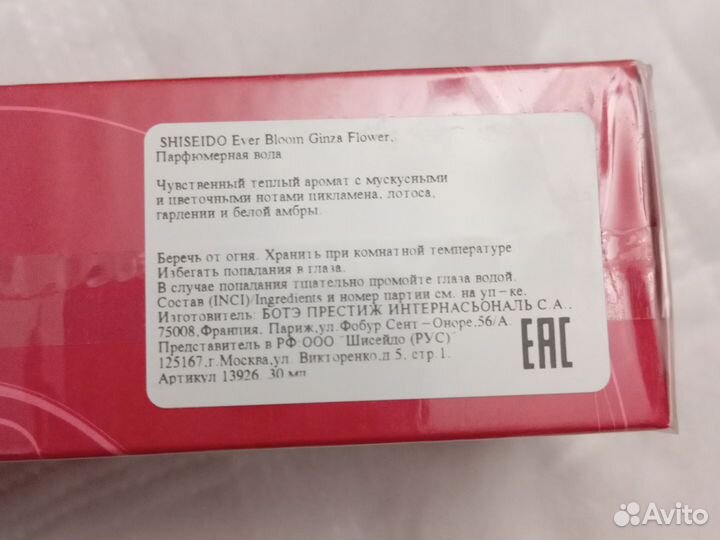 SHISEIDO Ever Bloom Ginza Flower,
Парфюмерная вода
Чувственный теплый аромат с мускусными
и цветочными нотами цикламена, лотоса,
гардении и белой амбры.
Беречь от огня. Хранить при комнатной температуре
Избегать попадания в глаза.
В случае попадания тщательно промойте глаза водой.
Состав (INCI)/Ingredients и номер партии см. на уп-ке.
Изготовитель: БОТЭ ПРЕСТИЖ ИНТЕРНАСЬОНАЛЬ С.А.,
75008,Франция, Париж,ул.Фобур Сент-Оноре,56/А
Представитель в РФ ООО "Шисейдо (РУС)"
125167,г.Москва,ул. Викторенко,д 5, стр.1.
Артикул 13926, 30 мл
EAC
Avito